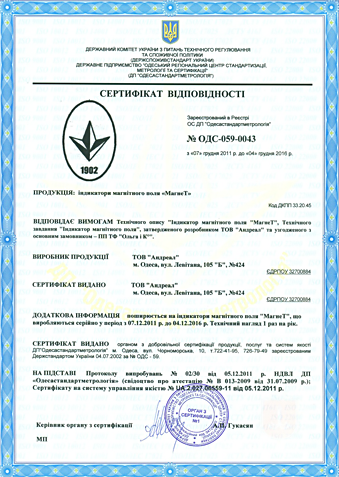 ДЕРЖАВНИЙ КОМІТЕТ УКРАЇНИ З ПИТАНЬ ТЕХНІЧНОГО РЕГУЛЮВАННЯ
ТА СПОЖИВЧОЇ ПОЛІТИКИ
(ДЕРЖСПОЖИВСТАНДАРТ УКРАЇНИ)
ДЕРЖАВНЕ ПІДПРИЄМСТВО "ОДЕСЬКИЙ РЕГІОНАЛЬНИЙ ЦЕНТР СТАНДАРТИЗАЦІЇ,
МЕТРОЛОГІЇ ТА СЕРТИФІКАЦІЇ"
(ДП "ОДЕСАСТАНДАРТМЕТРОЛОГІЯ")
СЕРТИФІКАТ ВІДПОВІДНОСТІ
Зареєстрований в Реєстрі
ОС ДП "Одесастандартметрологія"
№ ОДС-059-0043
з «07» грудня 2011 р. до «04» грудня 2016 р.
1902
ПРОДУКЦІЯ: індикатори магнітного поля «МагнеТ»
Код ДКПП 33.20.45
ВІДПОВІДАЄ ВИМОГАМ Технічного опису "Індикатор магнітного поля "МагнеТ", Технічного
завдання "Індикатор магнітного поля", затвердженого розробником ТОВ "Андреал" та узгодженого з
основним замовником – ПП ТФ "Ольга і К°".
ВИРОБНИК ПРОДУКЦІЇ ТОВ "Андреал"
м. Одеса, вул. Левітана, 105 "Б", №424
ЄДРПОУ 32700884
СЕРТИФІКАТ ВИДАНО ТОВ "Андреал"
м. Одеса, вул. Левітана, 105 "Б", №424
ЄДРПОУ 32700884
ДОДАТКОВА ІНФОРМАЦІЯ поширюється на індикатори магнітного поля "МагнеТ", що
виробляються серійно у період з 07.12.2011 р. до 04.12.2016 р. Технічний нагляд 1 раз на рік.
СЕРТИФІКАТ ВИДАНО органом з добровільної сертифікації продукції, послуг та систем якості
ДП"Одесастандартметрологія" м Одеса, вул. Чорноморська, 10, т.722-41-95, 726-79-49 зареєстрованим
Держстандартом України 04.07.2002 за № ОДС - 59.
НА ПІДСТАВІ Протоколу випробувань № 02/30 від 05.12.2011 р. НДВЛ ДП
«Одесастандартметрологія» (свідоцтво про атестацію № В 013-2009 від 31.07.2009 р.);
Сертифікату на систему управління якістю № UA 2.027.06559-11 від 05.12.2011 р.
ОРГАН З
СЕРТИФІКАЦІЇ
№1
Керівник органу з сертифікації А.В. Гукасян
МП